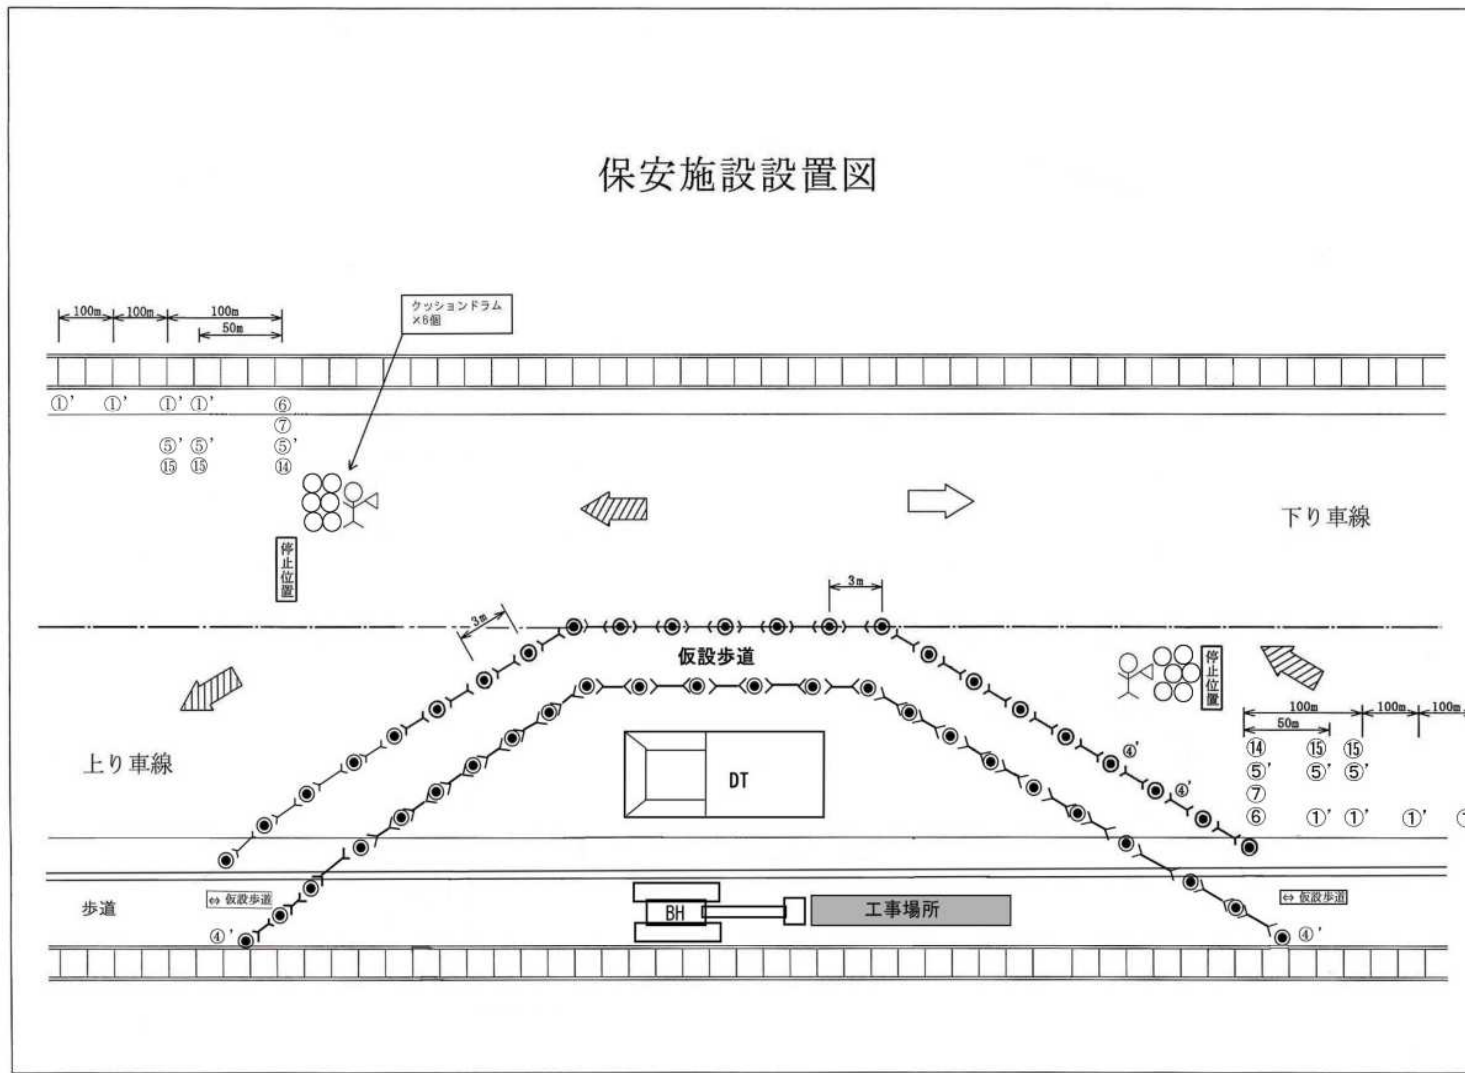 保安施設設置図
100m 100m 100m
50m
クッションドラム
×6個
①' ①' ①' ①' ⑥
⑦
⑤' ⑤' ⑤'
⑮ ⑮ ⑭
下り車線
停止位置
3m
3m
仮設歩道
停止位置
100m 100m 100m
50m
上り車線
DT
④'
④'
⑭ ⑮ ⑮
⑤' ⑤' ⑤'
⑦
⑥ ①' ①' ①'
歩道
⇔ 仮設歩道
BH
工事場所
⇔ 仮設歩道
④'
④'